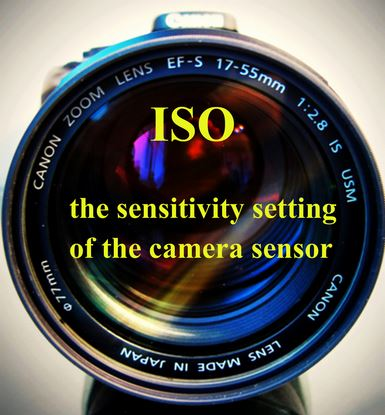 Canon
CANON ZOOM LENS EF-S 17-55mm 1:2.8 IS USM
ISO
the sensitivity setting
of the camera sensor
Φ77mm
CANON
LENS MADE IN JAPAN